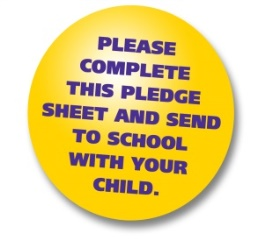 PLEASE
COMPLETE
THIS PLEDGE
SHEET AND SEND
TO SCHOOL
WITH YOUR
CHILD.